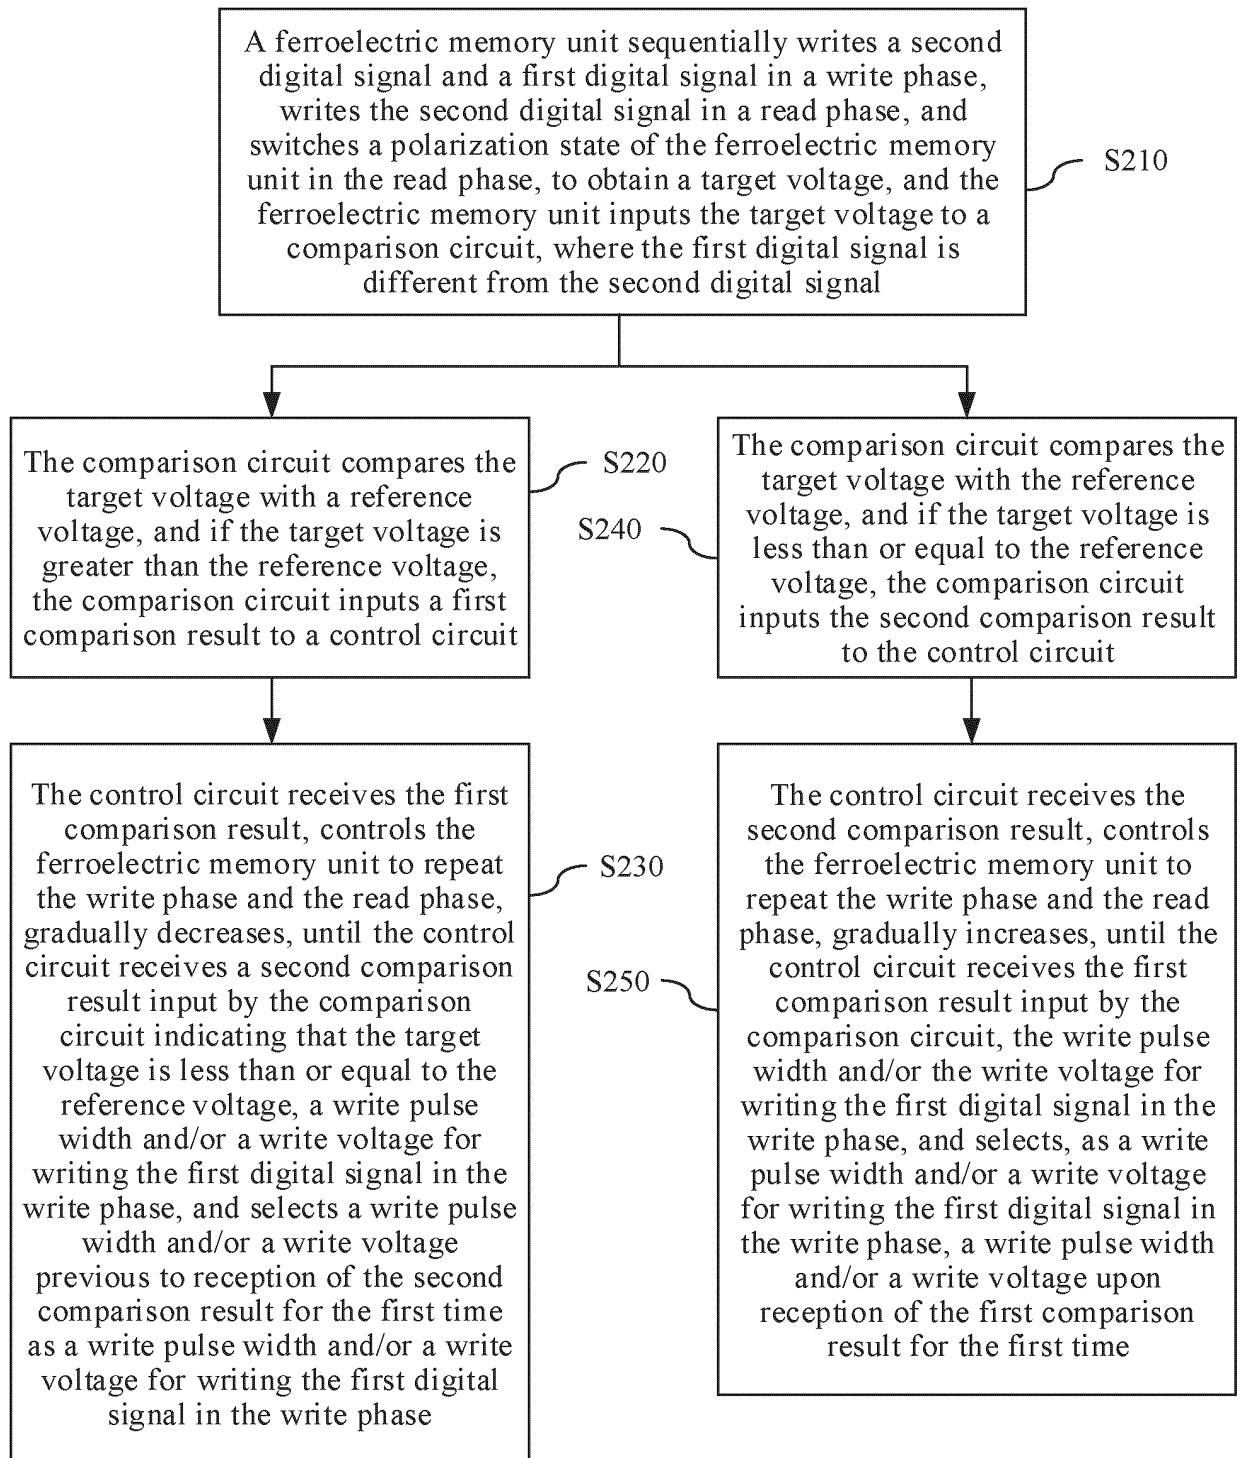 A ferroelectric memory unit sequentially writes a second
digital signal and a first digital signal in a write phase,
writes the second digital signal in a read phase, and
switches a polarization state of the ferroelectric memory
unit in the read phase, to obtain a target voltage, and the
ferroelectric memory unit inputs the target voltage to a
comparison circuit, where the first digital signal is
different from the second digital signal
S210
The comparison circuit compares the
target voltage with a reference
voltage, and if the target voltage is
greater than the reference voltage,
the comparison circuit inputs a first
comparison result to a control circuit
S220
S240
The comparison circuit compares the
target voltage with the reference
voltage, and if the target voltage is
less than or equal to the reference
voltage, the comparison circuit
inputs the second comparison result
to the control circuit
The control circuit receives the first
comparison result, controls the
ferroelectric memory unit to repeat
the write phase and the read phase,
gradually decreases, until the control
circuit receives a second comparison
result input by the comparison
circuit indicating that the target
voltage is less than or equal to the
reference voltage, a write pulse
width and/or a write voltage for
writing the first digital signal in the
write phase, and selects a write pulse
width and/or a write voltage
previous to reception of the second
comparison result for the first time
as a write pulse width and/or a write
voltage for writing the first digital
signal in the write phase
S230
S250
The control circuit receives the
second comparison result, controls
the ferroelectric memory unit to
repeat the write phase and the read
phase, gradually increases, until the
control circuit receives the first
comparison result input by the
comparison circuit, the write pulse
width and/or the write voltage for
writing the first digital signal in the
write phase, and selects, as a write
pulse width and/or a write voltage
for writing the first digital signal in
the write phase, a write pulse width
and/or a write voltage upon
reception of the first comparison
result for the first time